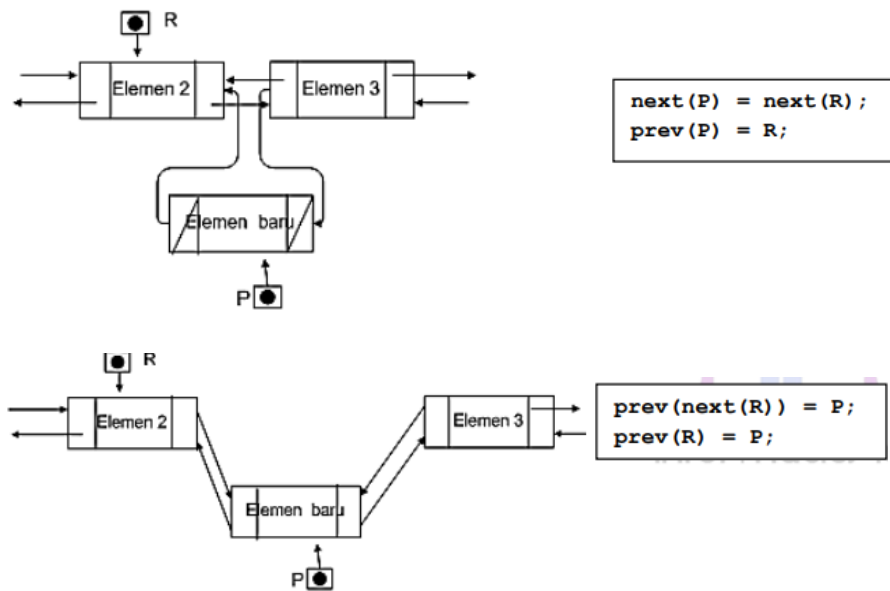 R
Elemen 2
Elemen 3
next(P) = next(R);
prev(P) = R;
Elemen baru
P
R
Elemen 2
Elemen 3
prev(next(R)) = P;
prev(R) = P;
Elemen baru
P